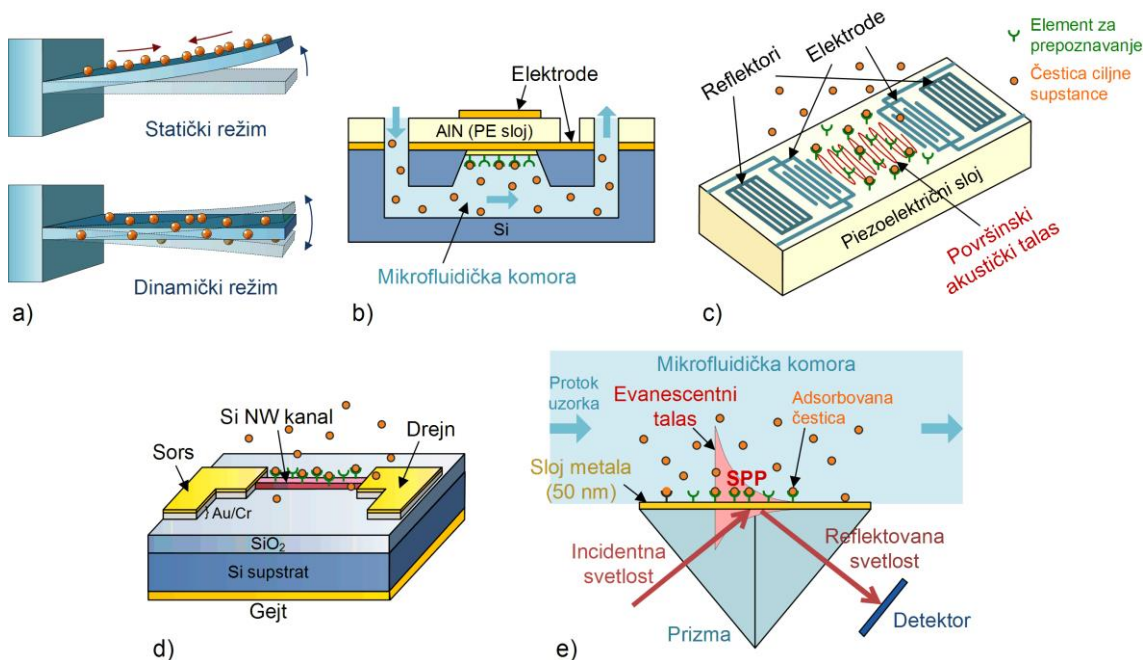 Statički režim
Dinamički režim
a)
Elektrode
AlN (PE sloj)
Si
Mikrofluidička komora
b)
Reflektori
Elektrode
Element za
prepoznavanje
Čestica ciljne
supstance
Piezoelektrični sloj
Površinski
akustički talas
c)
Si NW kanal
Sors
Drejn
Au/Cr
SiO₂
Si supstrat
Gejt
d)
Mikrofluidička komora
Protok
uzorka
Evanescentni
talas
Adsorbovana
čestica
Sloj metala
(50 nm)
SPP
Incidentna
svetlost
Reflektovana
svetlost
Prizma
Detektor
e)